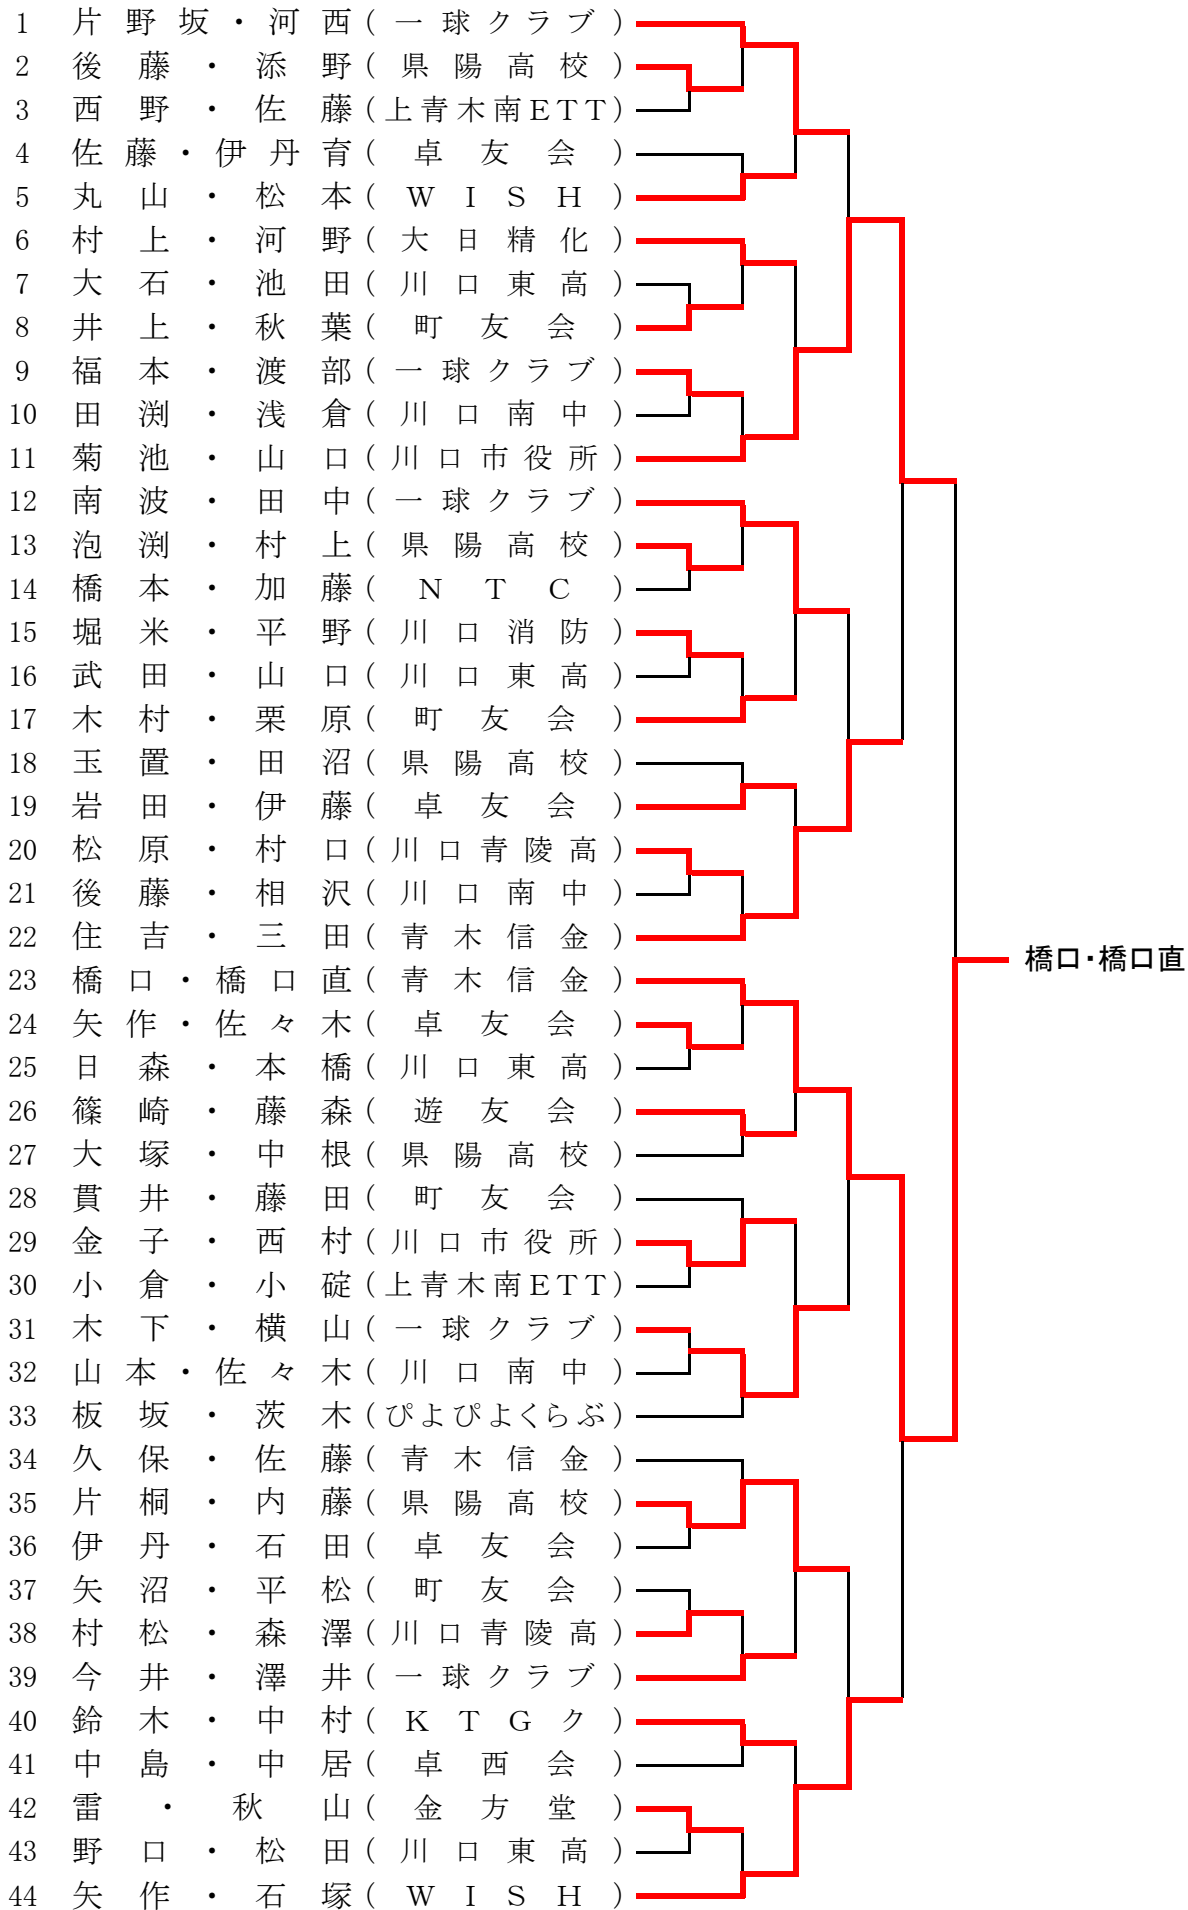 1 片野坂・河西(一球クラブ)
2 後藤・添野(県陽高校)
3 西野・佐藤(上青木南ETT)
4 佐藤・伊丹育(卓友会)
5 丸山・松本(WISH)
6 村上・河野(大日精化)
7 大石・池田(川口東高)
8 井上・秋葉(町友会)
9 福本・渡部(一球クラブ)
10 田渕・浅倉(川口南中)
11 菊池・山口(川口市役所)
12 南波・田中(一球クラブ)
13 泡渕・村上(県陽高校)
14 橋本・加藤(NTC)
15 堀米・平野(川口消防)
16 武田・山口(川口東高)
17 木村・栗原(町友会)
18 玉置・田沼(県陽高校)
19 岩田・伊藤(卓友会)
20 松原・村口(川口青陵高)
21 後藤・相沢(川口南中)
22 住吉・三田(青木信金)
橋口・橋口直
23 橋口・橋口直(青木信金)
24 矢作・佐々木(卓友会)
25 日森・本橋(川口東高)
26 篠崎・藤森(遊友会)
27 大塚・中根(県陽高校)
28 貫井・藤田(町友会)
29 金子・西村(川口市役所)
30 小倉・小碇(上青木南ETT)
31 木下・横山(一球クラブ)
32 山本・佐々木(川口南中)
33 板坂・茨木(ぴよぴよくらぶ)
34 久保・佐藤(青木信金)
35 片桐・内藤(県陽高校)
36 伊丹・石田(卓友会)
37 矢沼・平松(町友会)
38 村松・森澤(川口青陵高)
39 今井・澤井(一球クラブ)
40 鈴木・中村(KTGク)
41 中島・中居(卓西会)
42 雷・秋山(金方堂)
43 野口・松田(川口東高)
44 矢作・石塚(WISH)